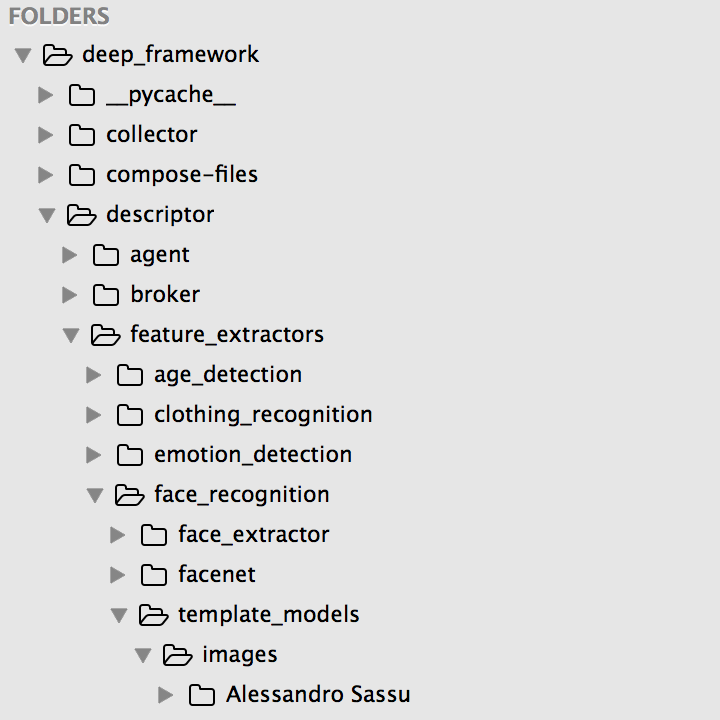 FOLDERS
deep_framework
__pycache__
collector
compose-files
descriptor
agent
broker
feature_extractors
age_detection
clothing_recognition
emotion_detection
face_recognition
face_extractor
facenet
template_models
images
Alessandro Sassu